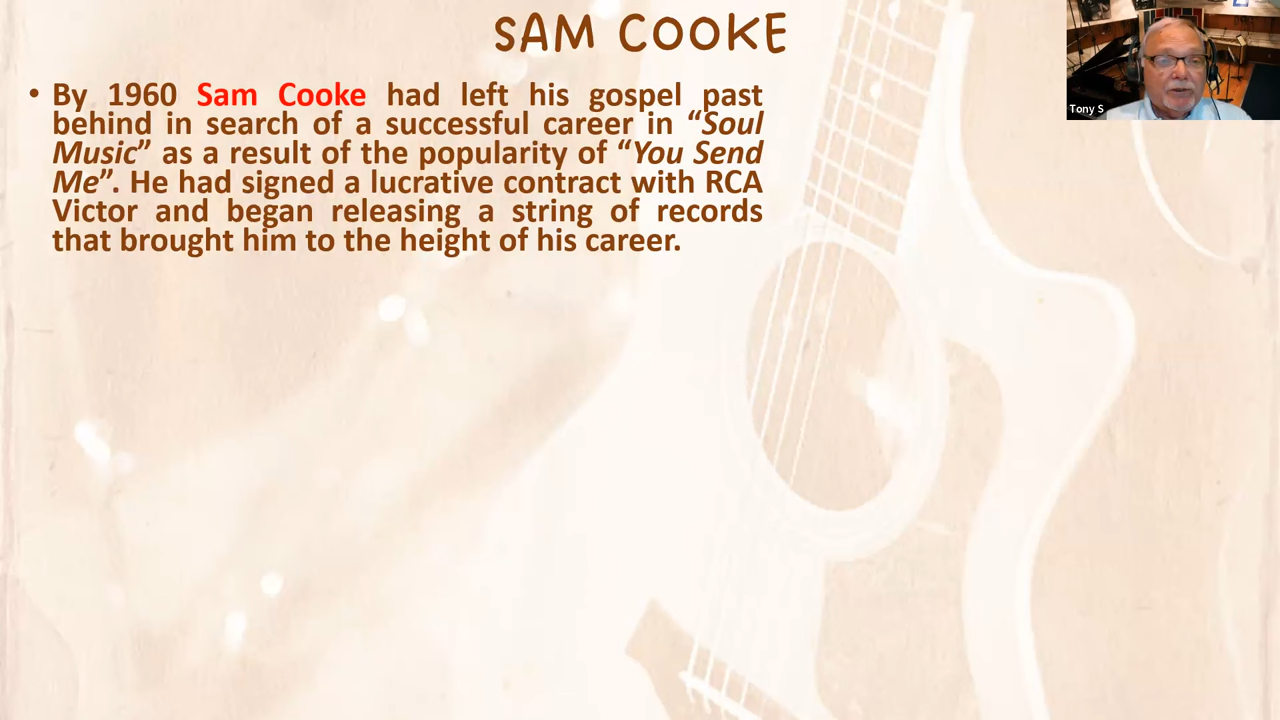 SAM COOKE
• By 1960 Sam Cooke had left his gospel past
behind in search of a successful career in “Soul
Music” as a result of the popularity of “You Send
Me”. He had signed a lucrative contract with RCA
Victor and began releasing a string of records
that brought him to the height of his career.
Tony S